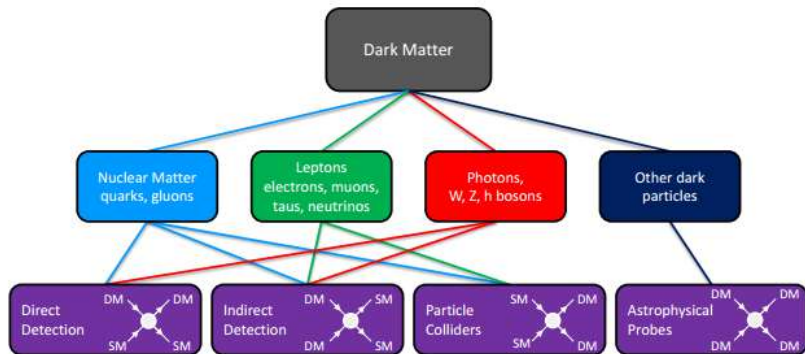 Dark Matter
Nuclear Matter
quarks, gluons
Leptons
electrons, muons,
taus, neutrinos
Photons,
W, Z, h bosons
Other dark
particles
Direct
Detection
DM DM
SM SM
Indirect
Detection
DM SM
DM SM
Particle
Colliders
SM DM
SM DM
Astrophysical
Probes
DM DM
DM DM